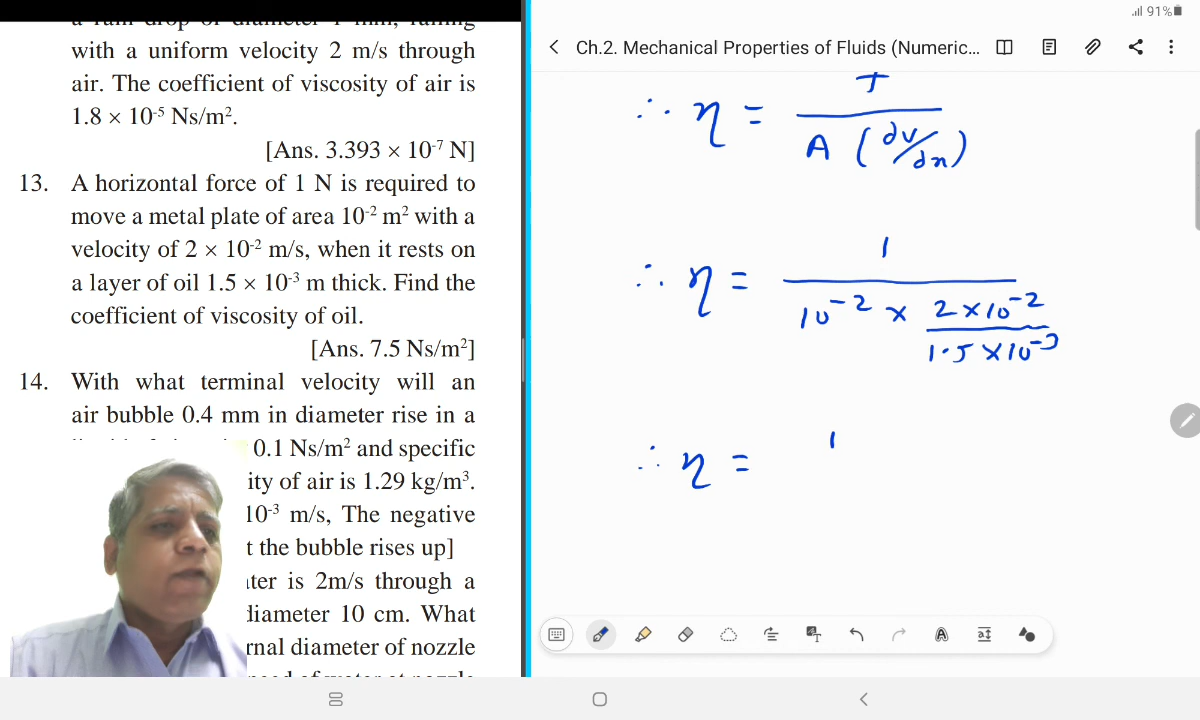 91%
Ch.2. Mechanical Properties of Fluids (Numeric...
with a uniform velocity 2 m/s through
air. The coefficient of viscosity of air is
1.8 × 10⁻⁵ Ns/m².
[Ans. 3.393 × 10⁻⁷ N]
13. A horizontal force of 1 N is required to
move a metal plate of area 10⁻² m² with a
velocity of 2 × 10⁻² m/s, when it rests on
a layer of oil 1.5 × 10⁻³ m thick. Find the
coefficient of viscosity of oil.
[Ans. 7.5 Ns/m²]
14. With what terminal velocity will an
air bubble 0.4 mm in diameter rise in a
0.1 Ns/m² and specific
ity of air is 1.29 kg/m³.
10⁻³ m/s, The negative
t the bubble rises up]
ter is 2m/s through a
diameter 10 cm. What
rnal diameter of nozzle
∴ η =
A (dv/dx)
∴ η =
1
10⁻² × 2×10⁻²
1.5 ×10⁻³
∴ η =
1